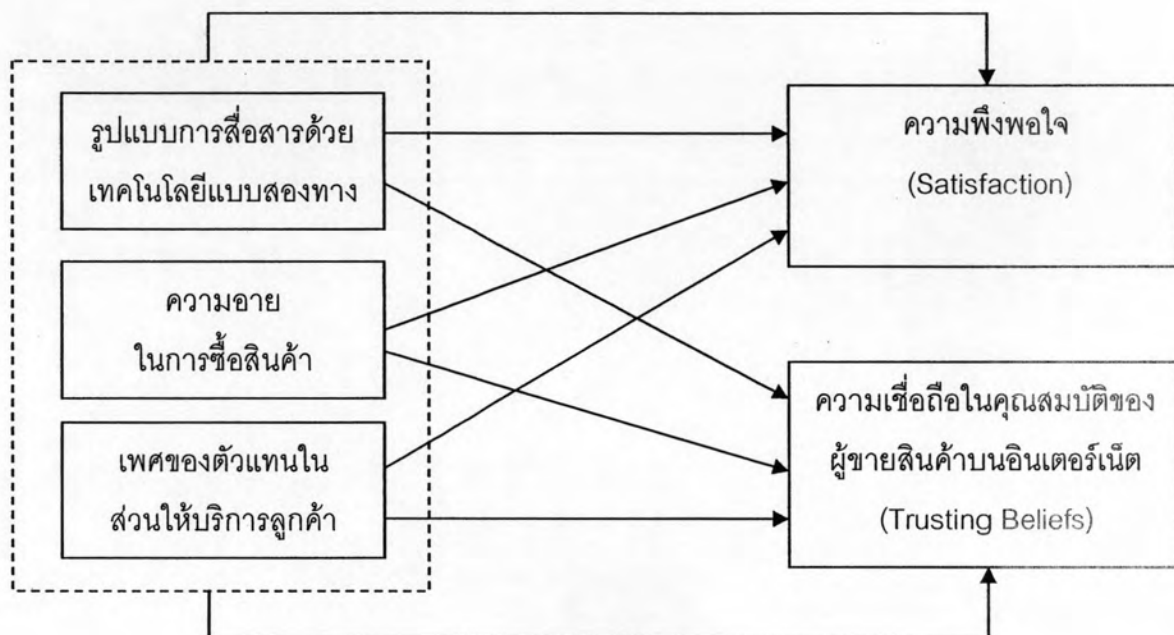 รูปแบบการสื่อสารด้วย
เทคโนโลยีแบบสองทาง
ความอาย
ในการซื้อสินค้า
เพศของตัวแทนใน
ส่วนให้บริการลูกค้า
ความพึงพอใจ
(Satisfaction)
ความเชื่อถือในคุณสมบัติของ
ผู้ขายสินค้าบนอินเตอร์เน็ต
(Trusting Beliefs)